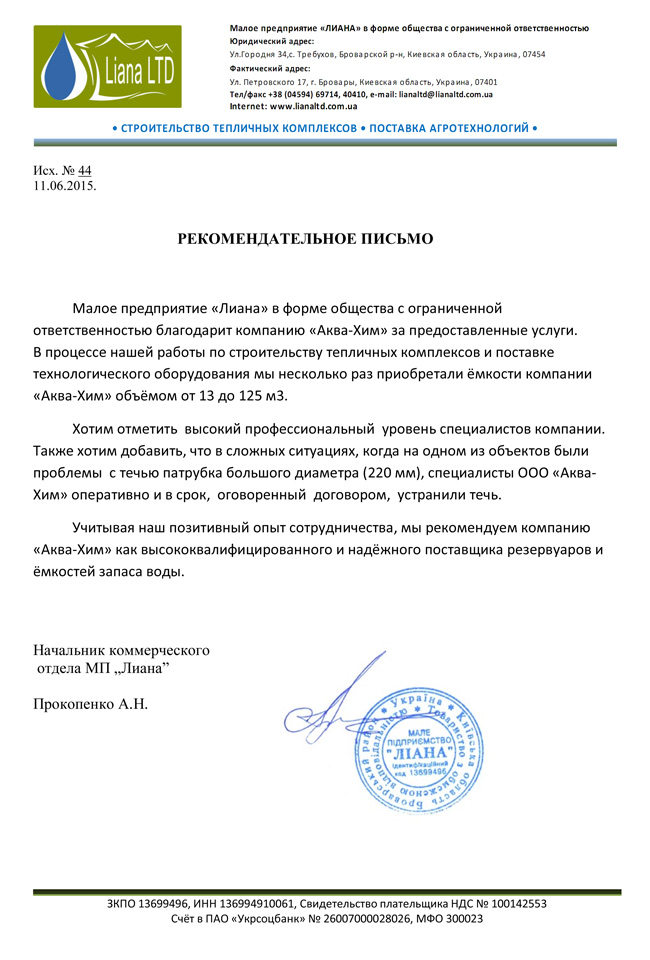 Liana LTD
Малое предприятие «ЛИАНА» в форме общества с ограниченной ответственностью
Юридический адрес:
Ул.Городня 34,с. Требухов, Броварской р-н, Киевская область, Украина , 07454
Фактический адрес:
Ул. Петровского 17, г. Бровары, Киевская область, Украина, 07401
Тел/факс +38 (04594) 69714, 40410, e-mail: lianaltd@lianaltd.com.ua
Internet: www.lianaltd.com.ua
• СТРОИТЕЛЬСТВО ТЕПЛИЧНЫХ КОМПЛЕКСОВ • ПОСТАВКА АГРОТЕХНОЛОГИЙ •
Исх. № 44
11.06.2015.
РЕКОМЕНДАТЕЛЬНОЕ ПИСЬМО
Малое предприятие «Лиана» в форме общества с ограниченной
ответственностью благодарит компанию «Аква-Хим» за предоставленные услуги.
В процессе нашей работы по строительству тепличных комплексов и поставке
технологического оборудования мы несколько раз приобретали ёмкости компании
«Аква-Хим» объёмом от 13 до 125 м3.
Хотим отметить высокий профессиональный уровень специалистов компании.
Также хотим добавить, что в сложных ситуациях, когда на одном из объектов были
проблемы с течью патрубка большого диаметра (220 мм), специалисты ООО «Аква-
Хим» оперативно и в срок, оговоренный договором, устранили течь.
Учитывая наш позитивный опыт сотрудничества, мы рекомендуем компанию
«Аква-Хим» как высококвалифицированного и надёжного поставщика резервуаров и
ёмкостей запаса воды.
Начальник коммерческого
отдела МП „Лиана”
Прокопенко А.Н.
Україна * Київська область Броварський район *
Товариство з обмеженою відповідальністю *
МАЛЕ
ПІДПРИЄМСТВО
"ЛІАНА"
Ідентифікаційний
код 13699496
ЗКПО 13699496, ИНН 136994910061, Свидетельство плательщика НДС № 100142553
Счёт в ПАО «Укрсоцбанк» № 26007000028026, МФО 300023